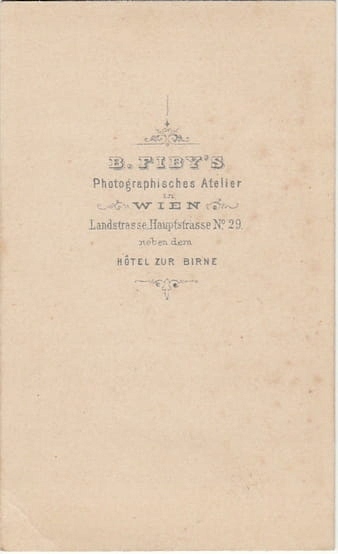 B. FIBY'S
Photographisches Atelier
in
WIEN
Landstrasse, Hauptstrasse No 29.
neben dem
HÔTEL ZUR BIRNE